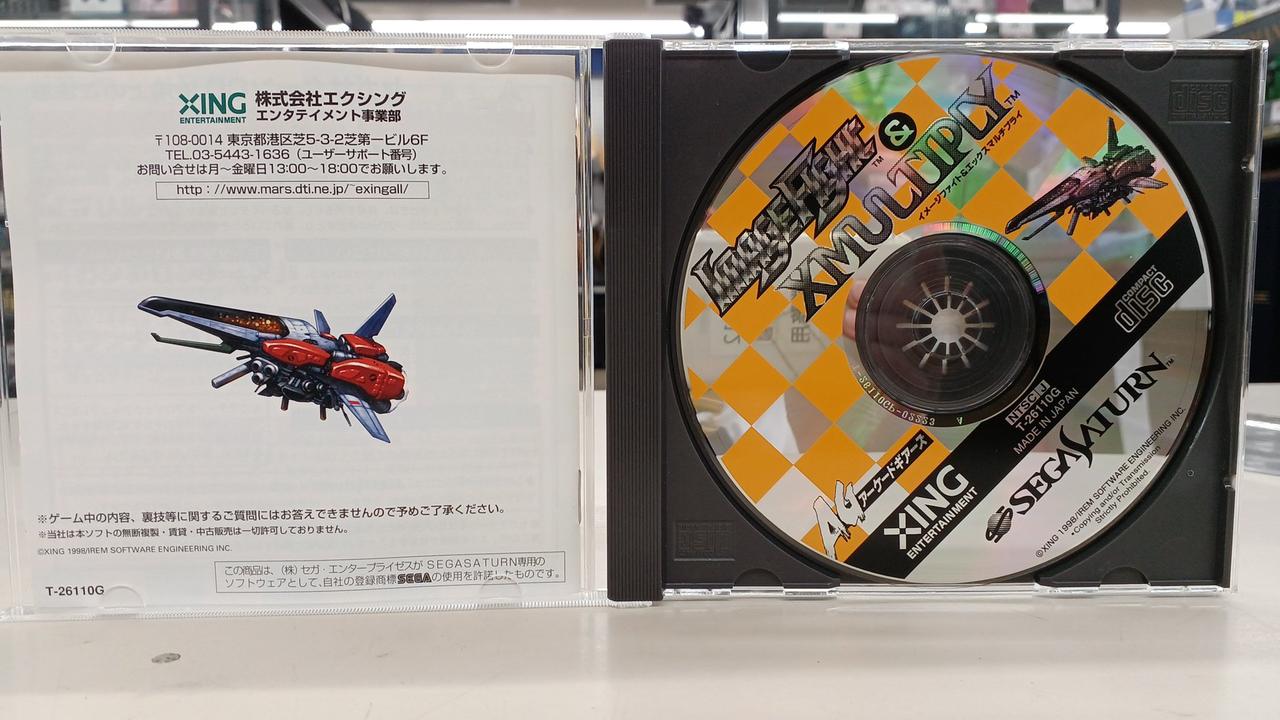 XING
ENTERTAINMENT
株式会社エクシング
エンタテイメント事業部
〒108-0014 東京都港区芝5-3-2芝第一ビル6F
TEL.03-5443-1636（ユーザーサポート番号）
お問い合せは月〜金曜日13:00〜18:00でお願いします。
http://www.mars.dti.ne.jp/~exingall/
※ゲーム中の内容、裏技等に関するご質問にはお答えできませんので予めご了承ください。
※当社は本ソフトの無断複製・賃貸・中古販売は一切許可しておりません。
©XING 1998/IREM SOFTWARE ENGINEERING INC.
この商品は、(株)セガ・エンタープライゼスが SEGASATURN専用の
ソフトウェアとして、自社の登録商標SEGAの使用を許諾したものです。
T-26110G
ImageFight™ &
XMULTIPLY™
イメージファイト&エックスマルチプライ
COMPACT
disc
NTSC J
T-26110G
MADE IN JAPAN
SEGASATURN™
AG
アーケードギアーズ
XING
ENTERTAINMENT
©XING 1998/IREM SOFTWARE ENGINEERING INC.
*Copying and/or Transmission
Strictly Prohibited.
disc
disc